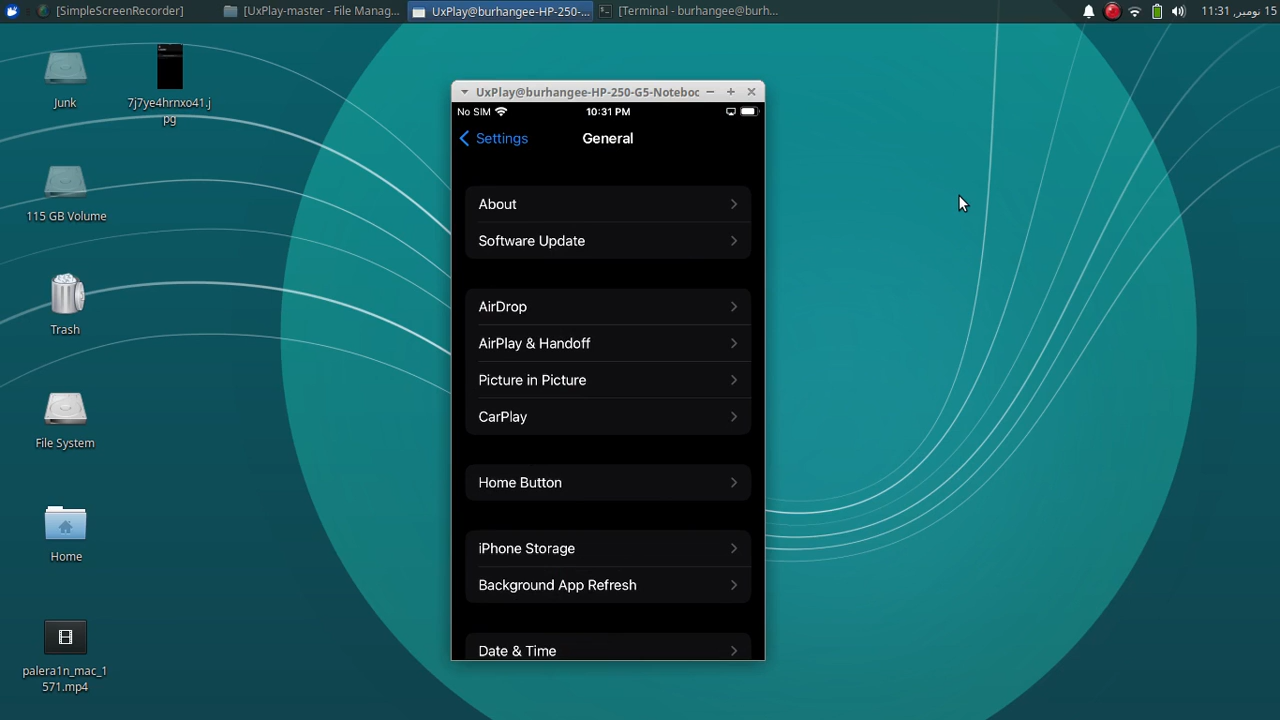 [SimpleScreenRecorder]
[UxPlay-master - File Manag...
UxPlay@burhangee-HP-250-...
[Terminal - burhangee@burh...
15 نومبر, 11:31
Junk
7j7ye4hrnxo41.j
pg
115 GB Volume
Trash
File System
Home
palera1n_mac_1
571.mp4
UxPlay@burhangee-HP-250-G5-Noteboc
No SIM
10:31 PM
Settings
General
About
Software Update
AirDrop
AirPlay & Handoff
Picture in Picture
CarPlay
Home Button
iPhone Storage
Background App Refresh
Date & Time